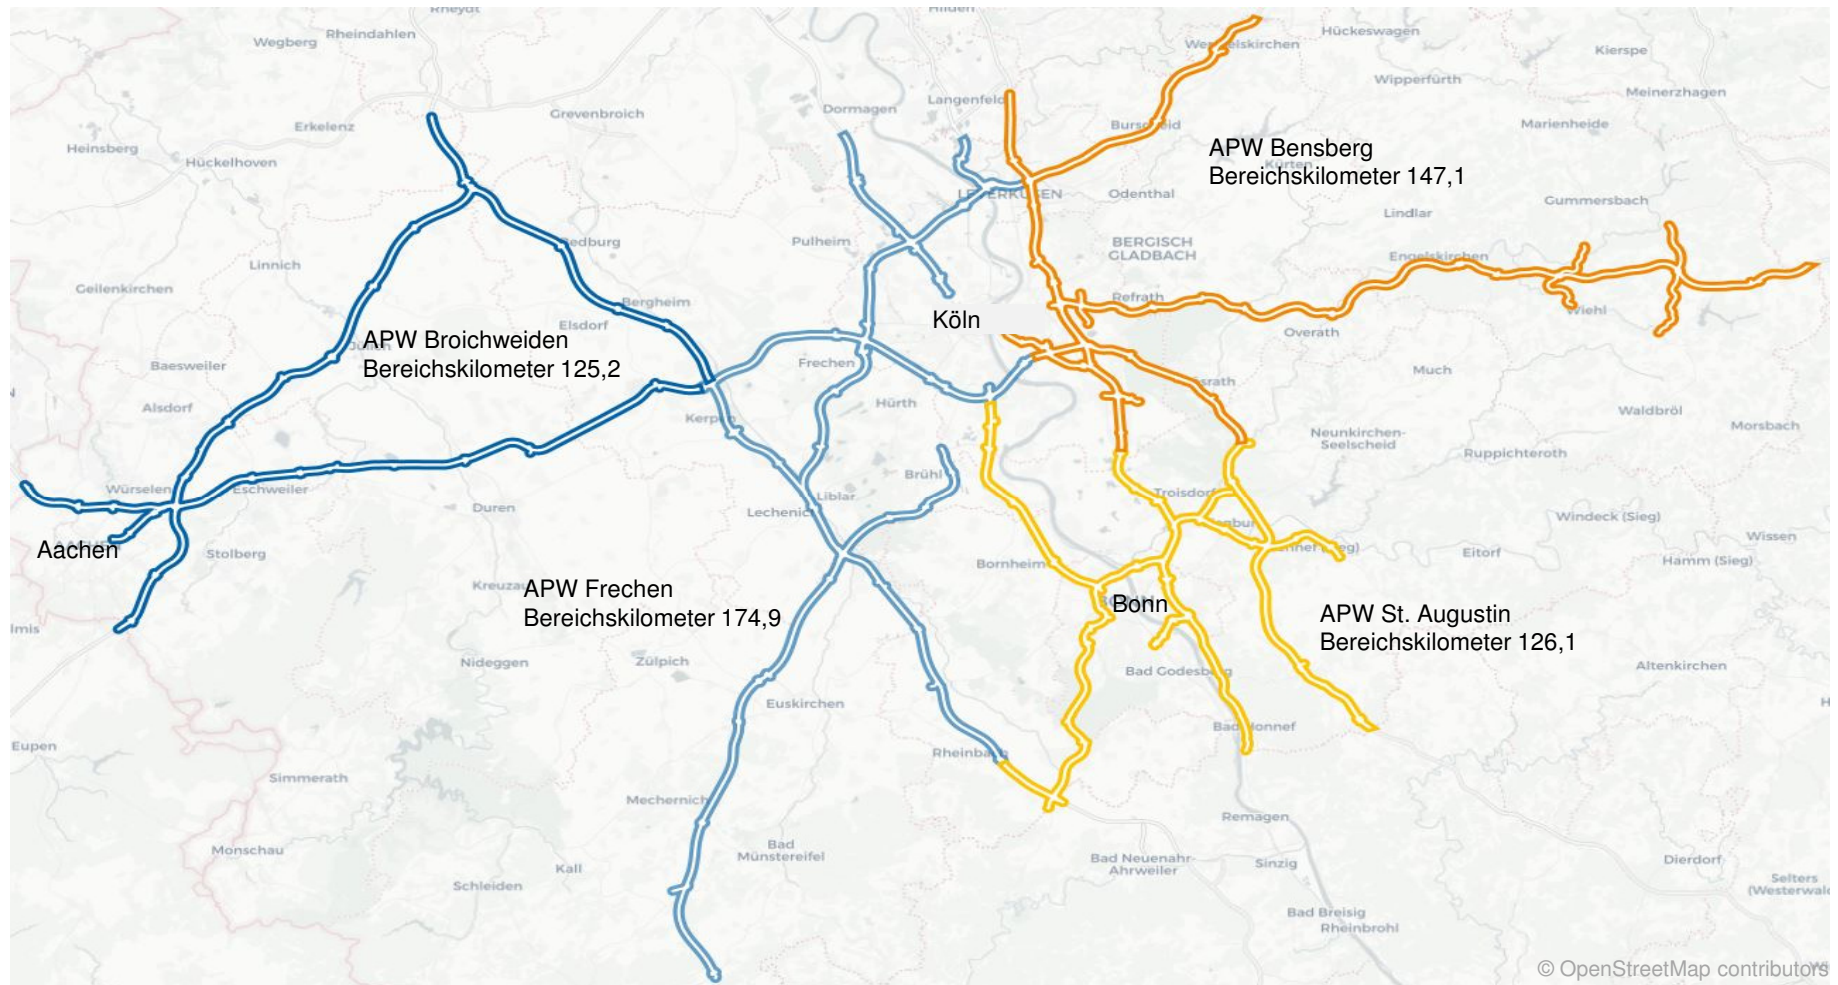 Rheydt
Hilden
Wegberg
Rheindahlen
Hückeswagen
Kierspe
Wipperfürth
Dormagen
Langenfeld
Meinerzhagen
Grevenbroich
Erkelenz
Marienheide
Heinsberg
Hückelhoven
APW Bensberg
Bereichskilometer 147,1
Kürten
Odenthal
Gummersbach
Lindlar
Pulheim
BERGISCH
GLADBACH
Engelskirchen
Linnich
Geilenkirchen
Bergheim
Refrath
Wiehl
Köln
Elsdorf
Overath
APW Broichweiden
Bereichskilometer 125,2
Baesweiler
Frechen
Much
Alsdorf
Hürth
Waldbröl
Morsbach
Neunkirchen-
Seelscheid
Ruppichteroth
Brühl
Würselen
Eschweiler
Liblar
Troisdorf
Duren
Lechenich
Windeck (Sieg)
Wissen
Aachen
Stolberg
Eitorf
Hamm (Sieg)
Bornheim
APW Frechen
Bereichskilometer 174,9
Bonn
APW St. Augustin
Bereichskilometer 126,1
Nideggen
Zülpich
Bad Godesberg
Altenkirchen
Euskirchen
Eupen
Rheinbach
Simmerath
Mechernich
Remagen
Monschau
Bad
Münstereifel
Bad Neuenahr-
Ahrweiler
Sinzig
Dierdorf
Kall
Schleiden
Selters
Bad Breisig
Rheinbrohl
© OpenStreetMap contributors